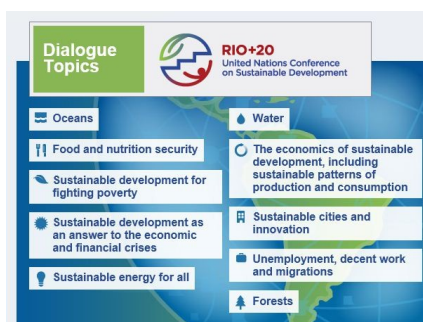 Dialogue
Topics
RIO+20
United Nations Conference
on Sustainable Development
Oceans
Food and nutrition security
Sustainable development for
fighting poverty
Sustainable development as
an answer to the economic
and financial crises
Sustainable energy for all
Water
The economics of sustainable
development, including
sustainable patterns of
production and consumption
Sustainable cities and
innovation
Unemployment, decent work
and migrations
Forests